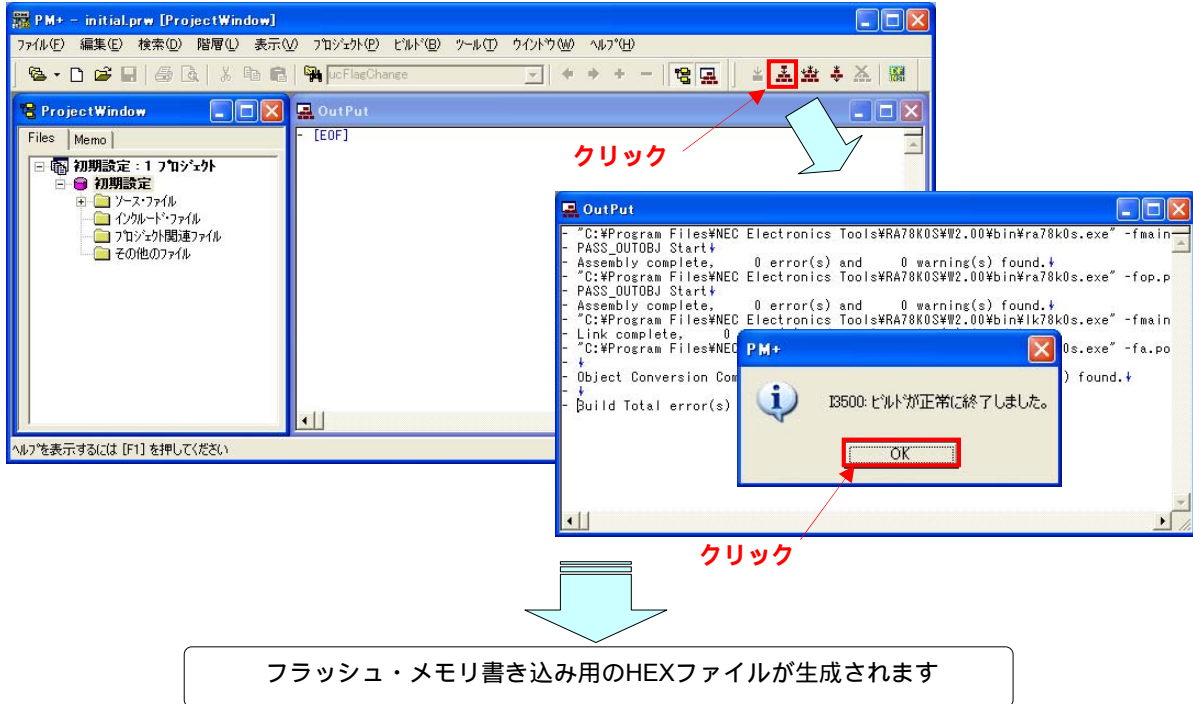 PM+ - initial.prw [ProjectWindow]
ファイル(F) 編集(E) 検索(D) 階層(L) 表示(V) プロジェクト(P) ビルド(B) ツール(T) ウインドウ(W) ヘルプ(H)
ucFlagChange
ProjectWindow
Files Memo
初期設定 : 1 プロジェクト
初期設定
ソース・ファイル
インクルード・ファイル
プロジェクト関連ファイル
その他のファイル
OutPut
- [EOF]
クリック
ヘルプを表示するには [F1] を押してください
OutPut
- "C:¥Program Files¥NEC Electronics Tools¥RA78K0S¥W2.00¥bin¥ra78k0s.exe" -fmain
- PASS_OUTOBJ Start↓
- Assembly complete, 0 error(s) and 0 warning(s) found.↓
- "C:¥Program Files¥NEC Electronics Tools¥RA78K0S¥W2.00¥bin¥ra78k0s.exe" -fop.p
- PASS_OUTOBJ Start↓
- Assembly complete, 0 error(s) and 0 warning(s) found.↓
- "C:¥Program Files¥NEC Electronics Tools¥RA78K0S¥W2.00¥bin¥lk78k0s.exe" -fmain
- Link complete, 0
- "C:¥Program Files¥NEC 0s.exe" -fa.po
- ↓
- Object Conversion Com ) found.↓
- ↓
- Build Total error(s)
PM+
I3500: ビルドが正常に終了しました。
OK
クリック
フラッシュ・メモリ書き込み用のHEXファイルが生成されます